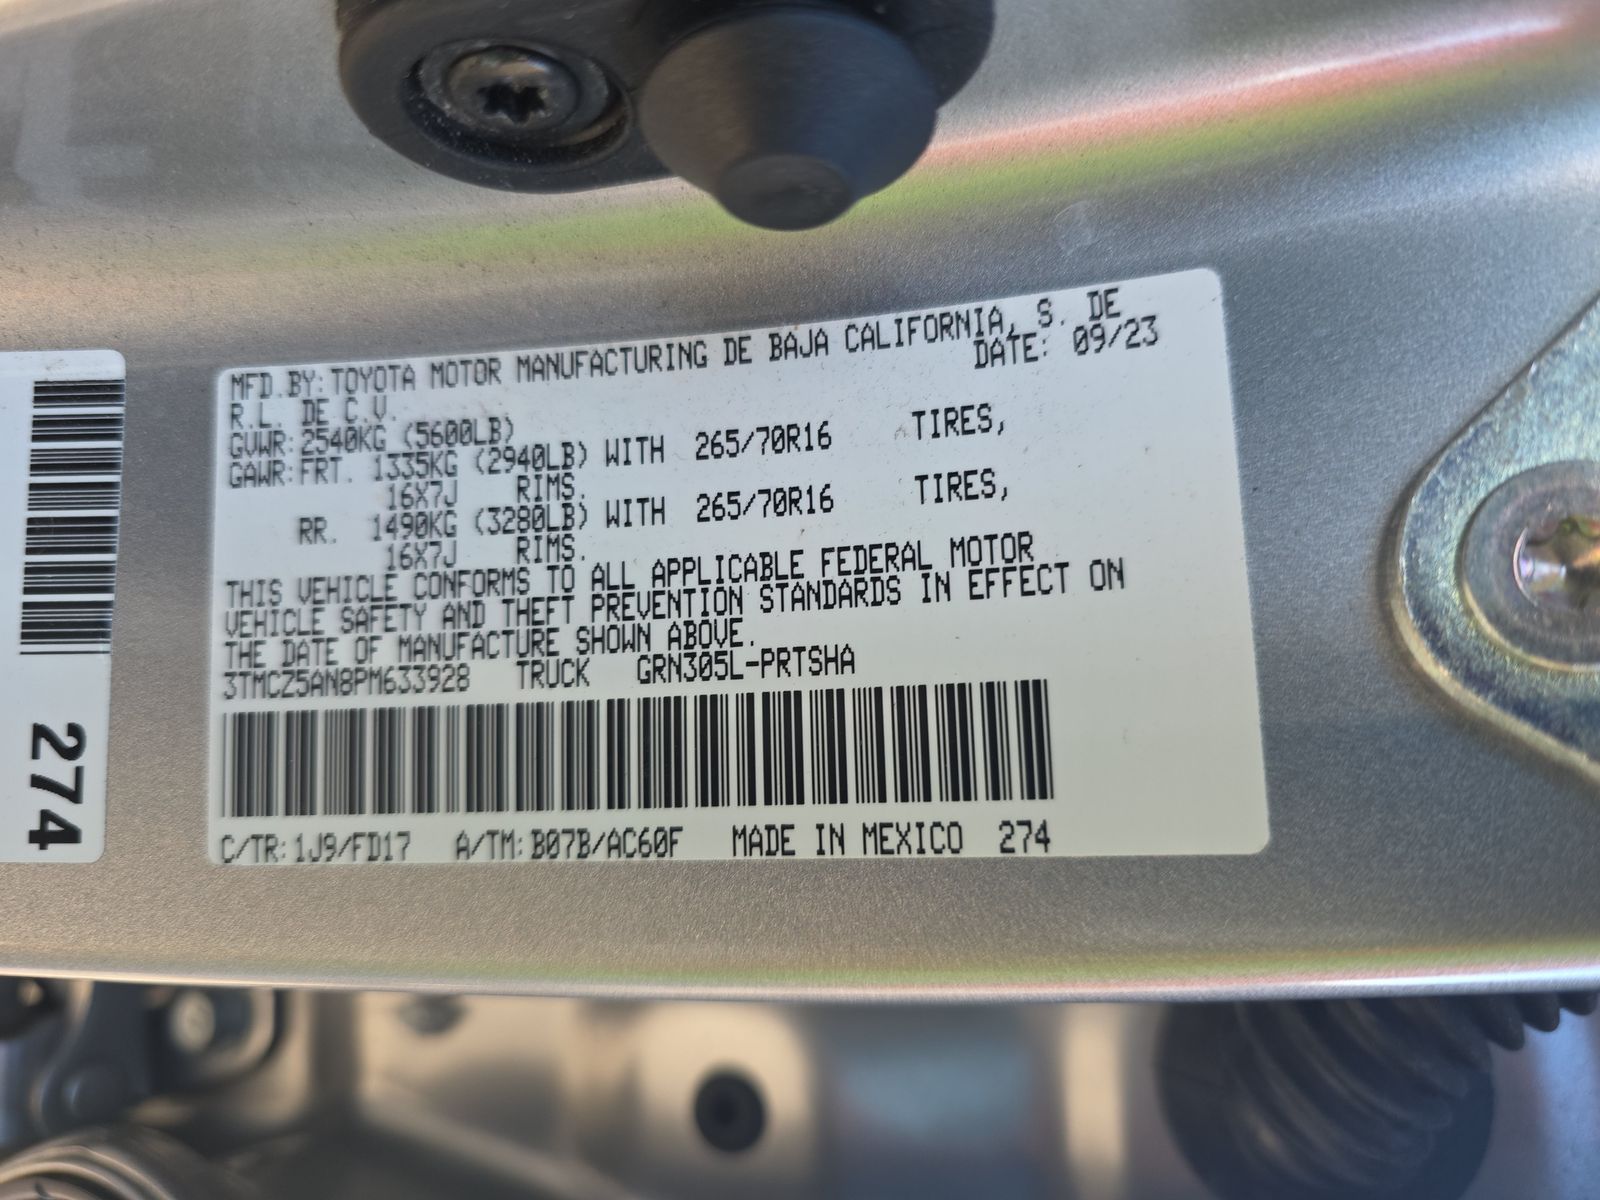 MFD.BY:TOYOTA MOTOR MANUFACTURING DE BAJA CALIFORNIA, S. DE
R.L. DE C.V. DATE: 09/23
GVWR:2540KG (5600LB)
GAWR:FRT. 1335KG (2940LB) WITH 265/70R16 TIRES,
16X7J RIMS.
RR. 1490KG (3280LB) WITH 265/70R16 TIRES,
16X7J RIMS.
THIS VEHICLE CONFORMS TO ALL APPLICABLE FEDERAL MOTOR
VEHICLE SAFETY AND THEFT PREVENTION STANDARDS IN EFFECT ON
THE DATE OF MANUFACTURE SHOWN ABOVE.
3TMCZ5AN8PM633928 TRUCK GRN305L-PRTSHA
C/TR:1J9/FD17 A/TM:B07B/AC60F MADE IN MEXICO 274
274